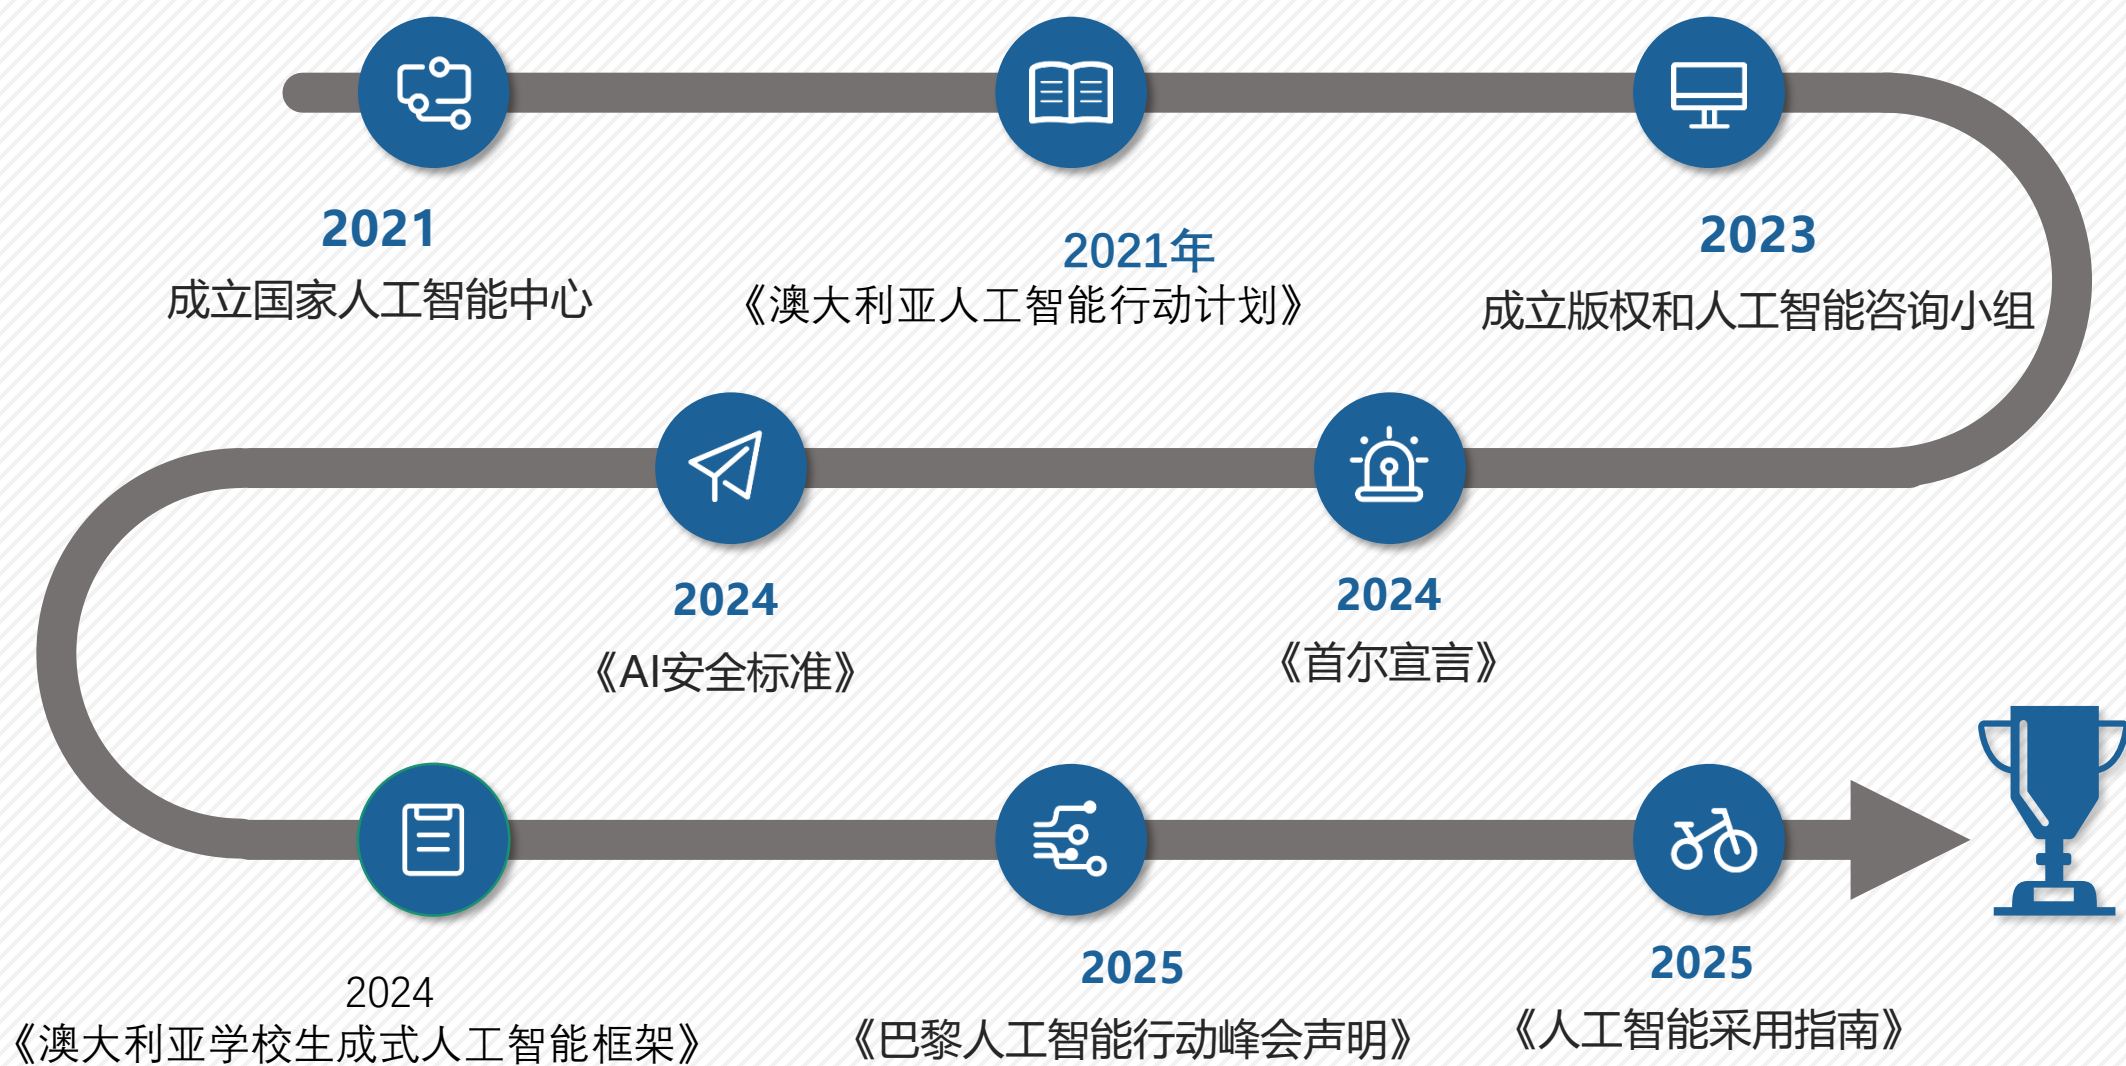 2021
成立国家人工智能中心
2021年
《澳大利亚人工智能行动计划》
2023
成立版权和人工智能咨询小组
2024
《AI安全标准》
2024
《首尔宣言》
2024
《澳大利亚学校生成式人工智能框架》
2025
《巴黎人工智能行动峰会声明》
2025
《人工智能采用指南》